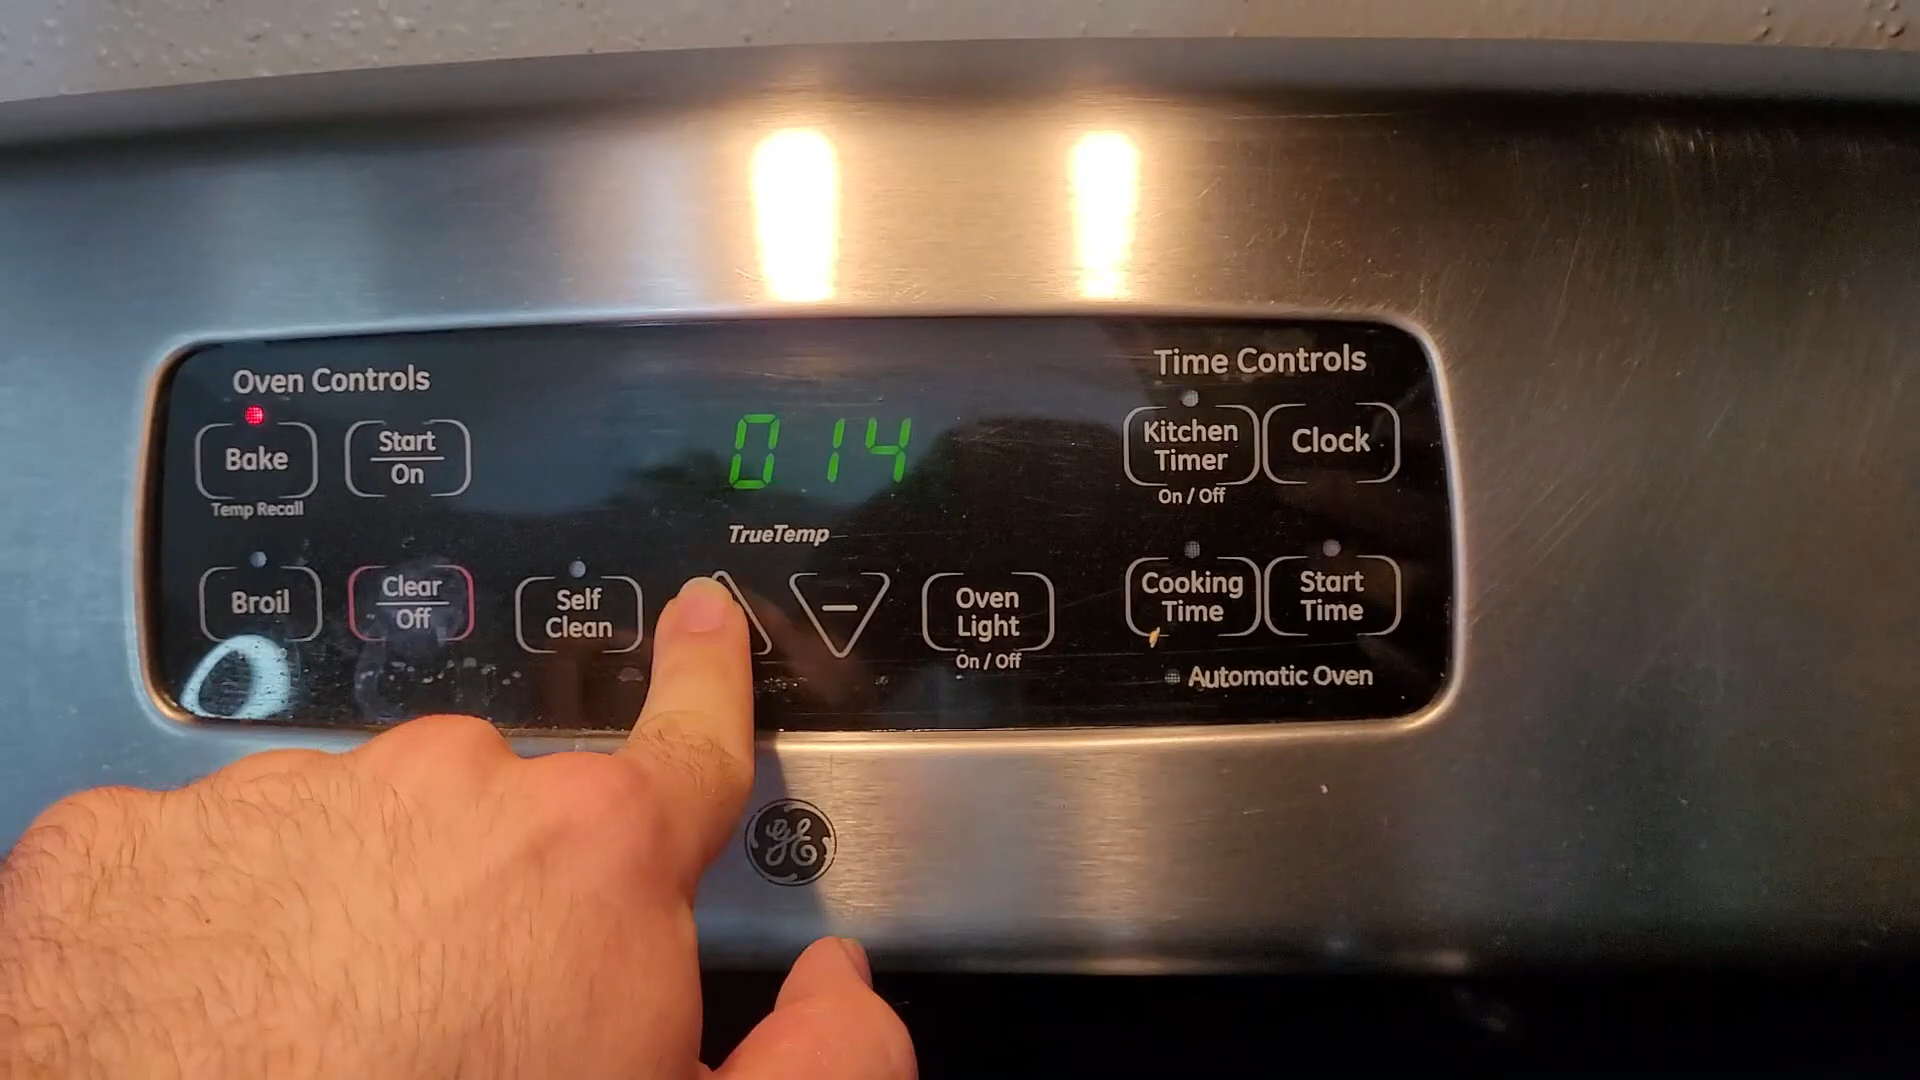 Oven Controls
Bake
Temp Recall
Start
On
Broil
Clear
Off
Self
Clean
014
TrueTemp
−
Oven
Light
On / Off
Time Controls
Kitchen
Timer
On / Off
Clock
Cooking
Time
Start
Time
Automatic Oven
GE